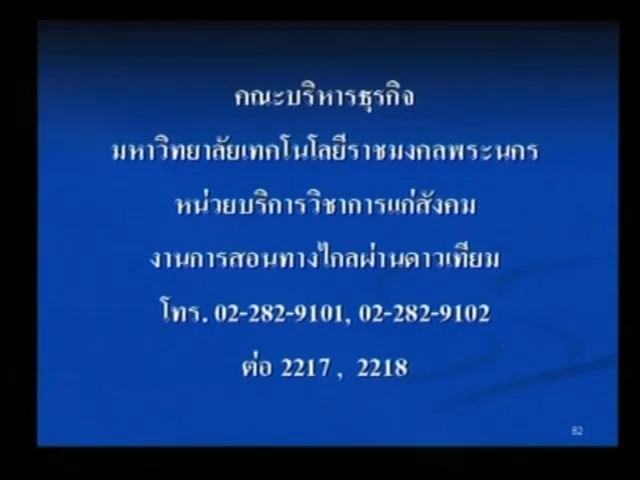 คณะบริหารธุรกิจ
มหาวิทยาลัยเทคโนโลยีราชมงคลพระนคร
หน่วยบริการวิชาการแก่สังคม
งานการสอนทางไกลผ่านดาวเทียม
โทร. 02-282-9101, 02-282-9102
ต่อ 2217 , 2218
82